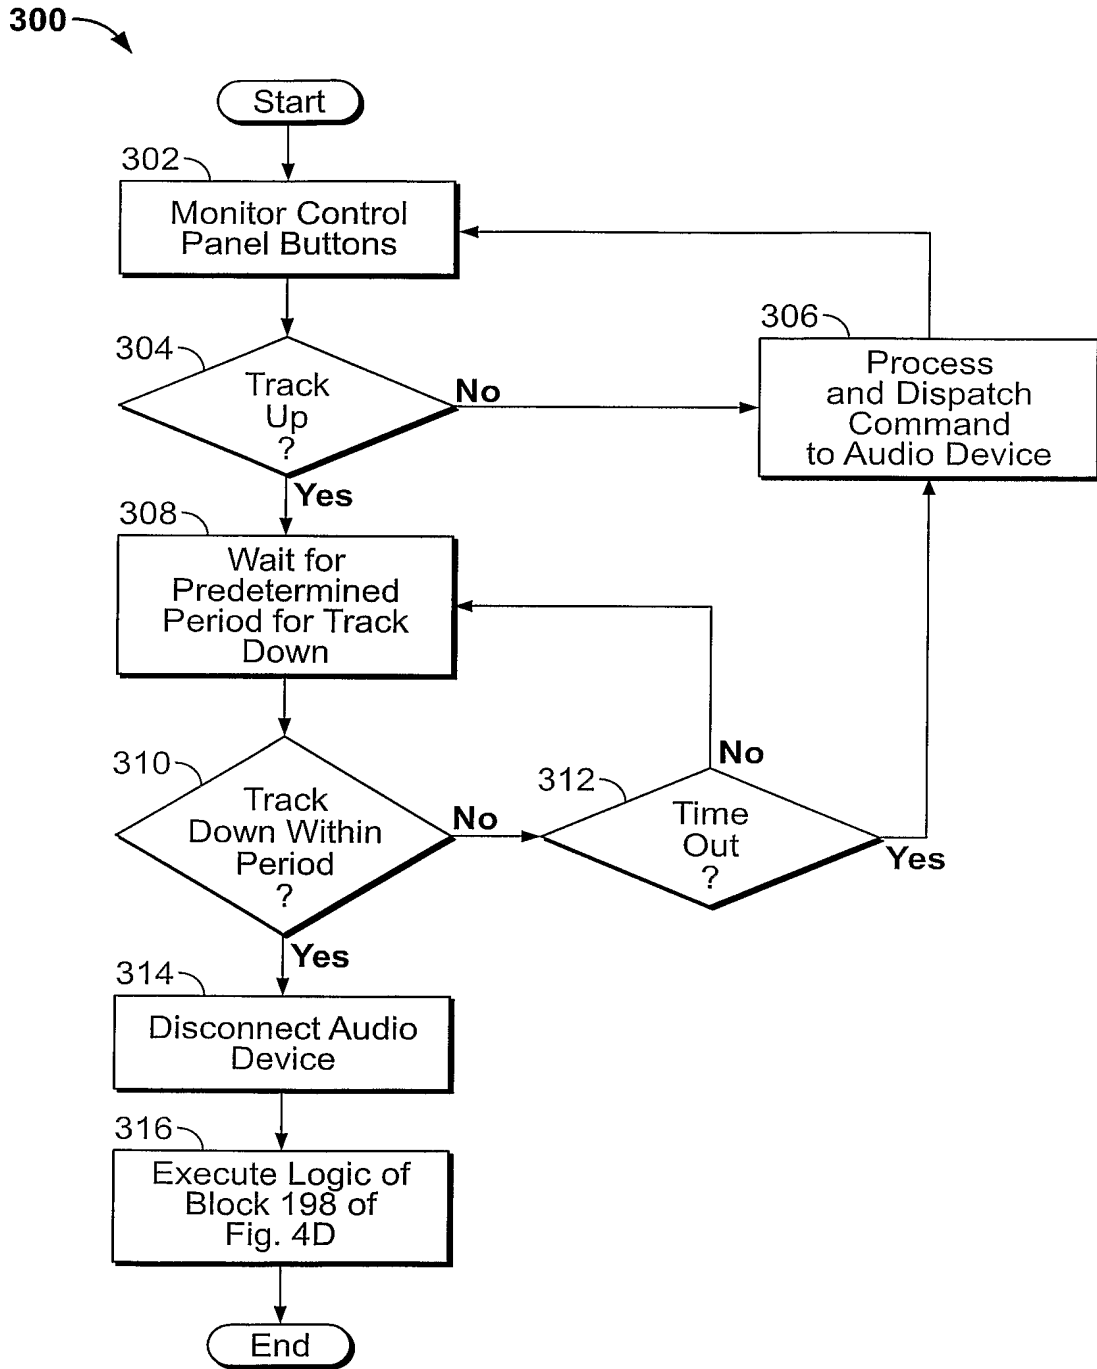 300
Start
302
Monitor Control
Panel Buttons
304
Track
Up
?
No
Yes
306
Process
and Dispatch
Command
to Audio Device
308
Wait for
Predetermined
Period for Track
Down
310
Track
Down Within
Period
?
No
Yes
312
Time
Out
?
No
Yes
314
Disconnect Audio
Device
316
Execute Logic of
Block 198 of
Fig. 4D
End